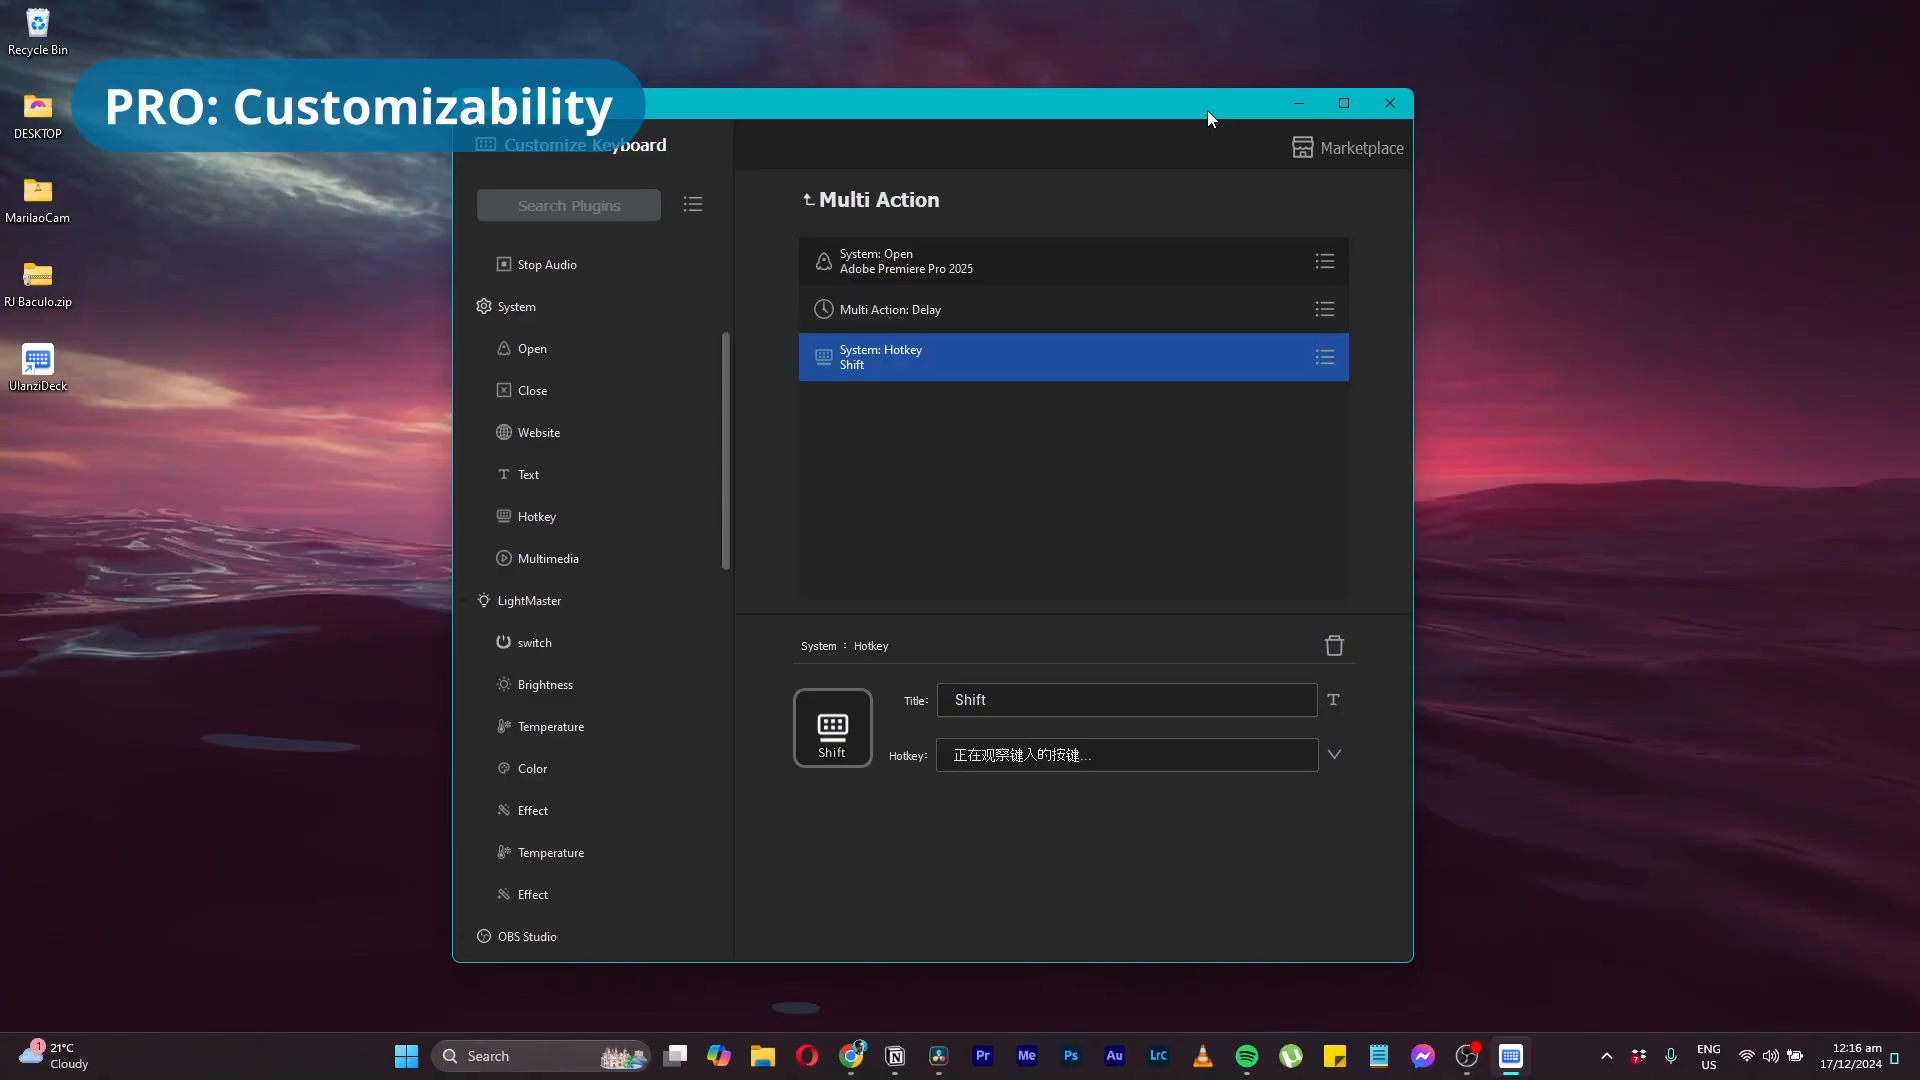 Recycle Bin
DESKTOP
MarilaoCam
RJ Baculo.zip
UlanziDeck
PRO: Customizability
Customize Keyboard
Marketplace
Search Plugins
Stop Audio
System
Open
Close
Website
Text
Hotkey
Multimedia
LightMaster
switch
Brightness
Temperature
Color
Effect
Temperature
Effect
OBS Studio
Multi Action
System: Open
Adobe Premiere Pro 2025
Multi Action: Delay
System: Hotkey
Shift
System : Hotkey
Shift
Title:
Shift
T
Hotkey:
正在观察键入的按键...
1
21°C
Cloudy
Search
Pr
Me
Ps
Au
Lrc
7
ENG
US
12:16 am
17/12/2024